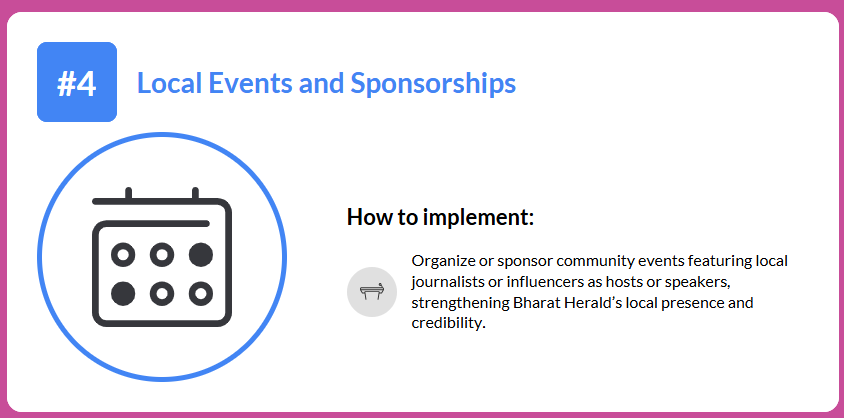 #4
Local Events and Sponsorships
How to implement:
Organize or sponsor community events featuring local
journalists or influencers as hosts or speakers,
strengthening Bharat Herald’s local presence and
credibility.